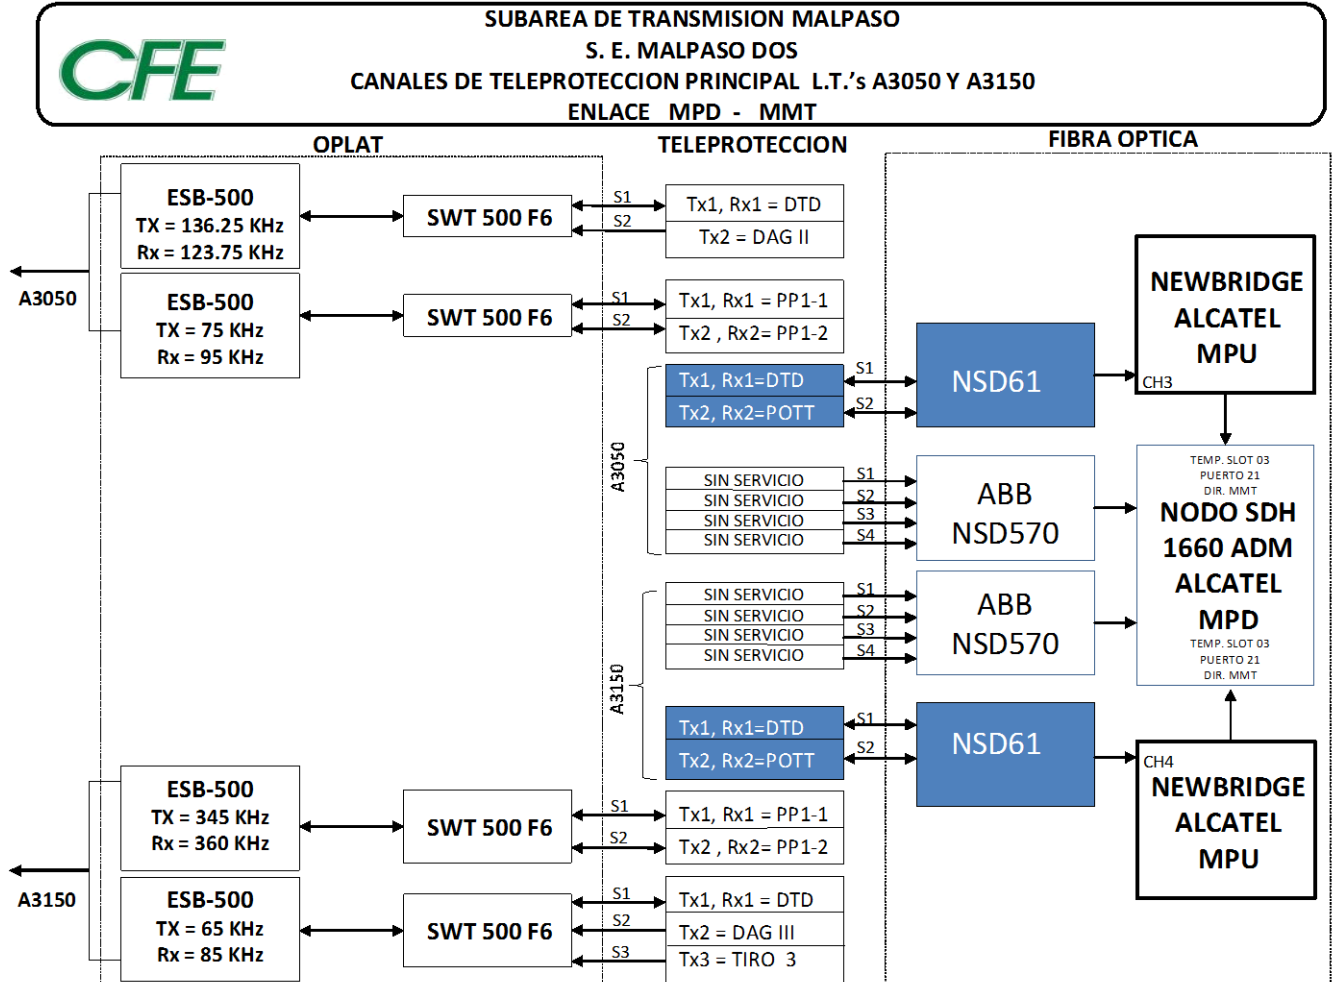 SUBAREA DE TRANSMISION MALPASO
S. E. MALPASO DOS
CANALES DE TELEPROTECCION PRINCIPAL L.T.'s A3050 Y A3150
ENLACE MPD - MMT
CFE
OPLAT
TELEPROTECCION
FIBRA OPTICA
ESB-500
TX = 136.25 KHz
Rx = 123.75 KHz
SWT 500 F6
S1
S2
Tx1, Rx1 = DTD
Tx2 = DAG II
A3050
ESB-500
TX = 75 KHz
Rx = 95 KHz
SWT 500 F6
S1
S2
Tx1, Rx1 = PP1-1
Tx2 , Rx2= PP1-2
NEWBRIDGE
ALCATEL
MPU
CH3
A3050
Tx1, Rx1=DTD
Tx2, Rx2=POTT
S1
S2
NSD61
SIN SERVICIO
SIN SERVICIO
SIN SERVICIO
SIN SERVICIO
S1
S2
S3
S4
ABB
NSD570
TEMP. SLOT 03
PUERTO 21
DIR. MMT
NODO SDH
1660 ADM
ALCATEL
MPD
TEMP. SLOT 03
PUERTO 21
DIR. MMT
A3150
SIN SERVICIO
SIN SERVICIO
SIN SERVICIO
SIN SERVICIO
S1
S2
S3
S4
ABB
NSD570
Tx1, Rx1=DTD
Tx2, Rx2=POTT
S1
S2
NSD61
CH4
NEWBRIDGE
ALCATEL
MPU
ESB-500
TX = 345 KHz
Rx = 360 KHz
SWT 500 F6
S1
S2
Tx1, Rx1 = PP1-1
Tx2 , Rx2= PP1-2
A3150
ESB-500
TX = 65 KHz
Rx = 85 KHz
SWT 500 F6
S1
S2
S3
Tx1, Rx1 = DTD
Tx2 = DAG III
Tx3 = TIRO 3